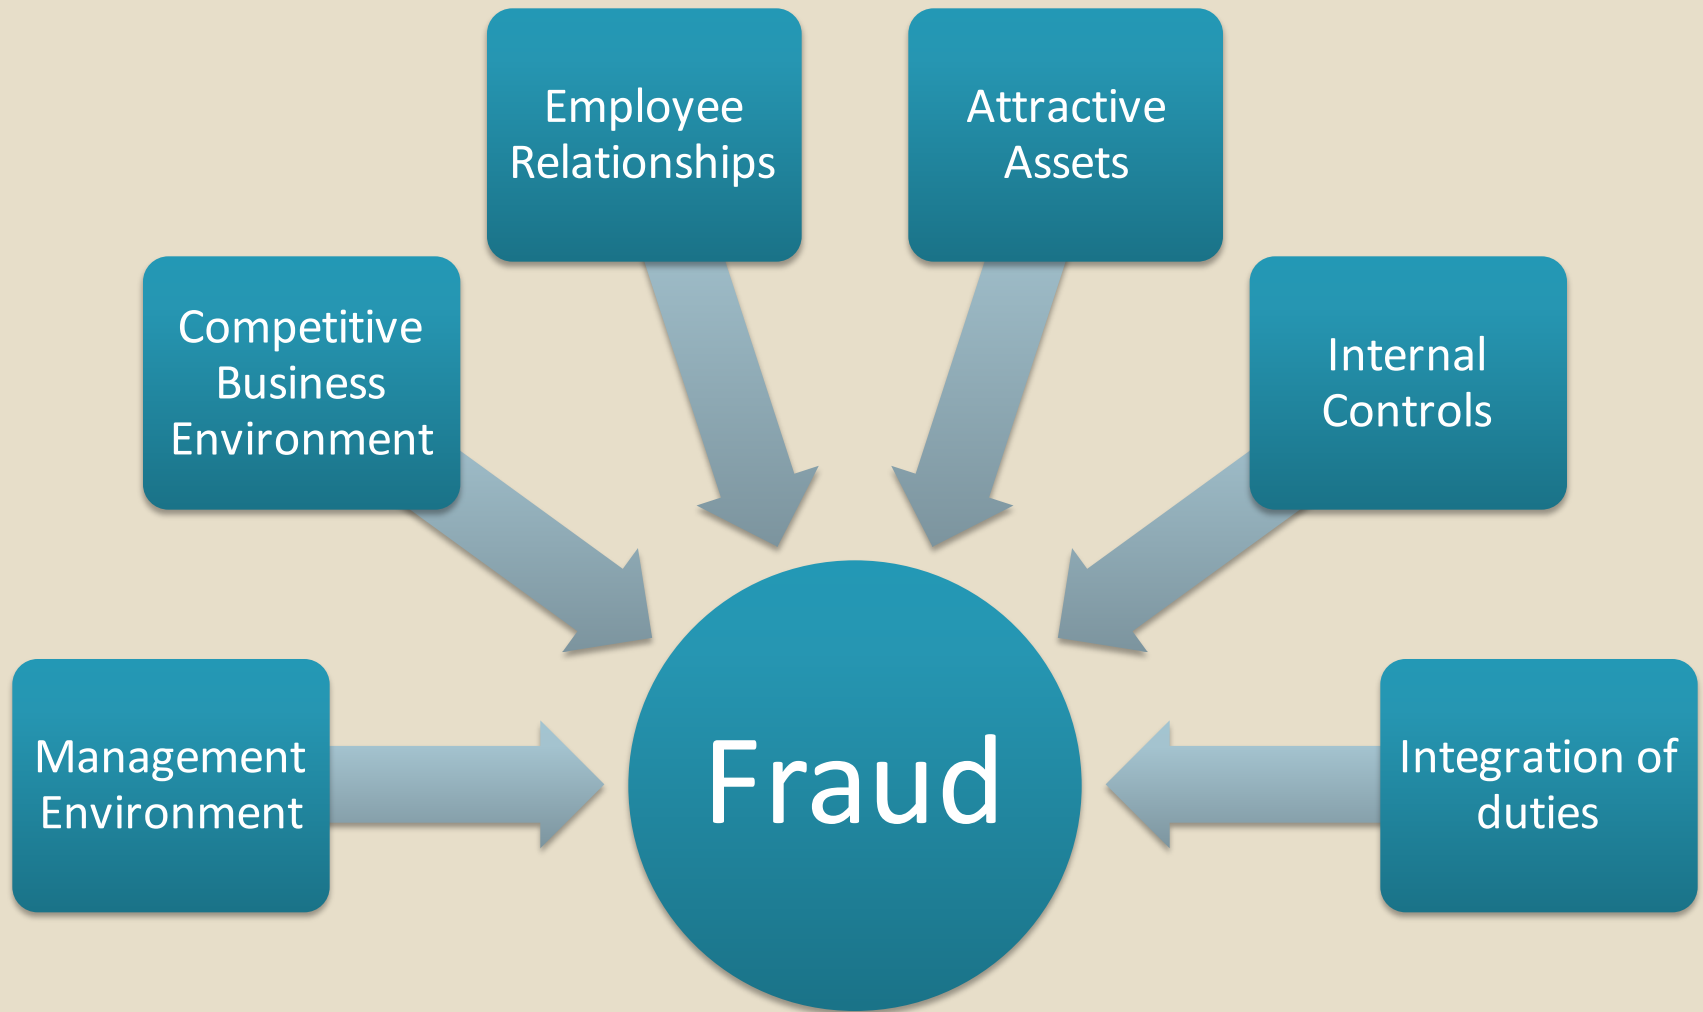 Employee
Relationships
Attractive
Assets
Competitive
Business
Environment
Internal
Controls
Management
Environment
Fraud
Integration of
duties